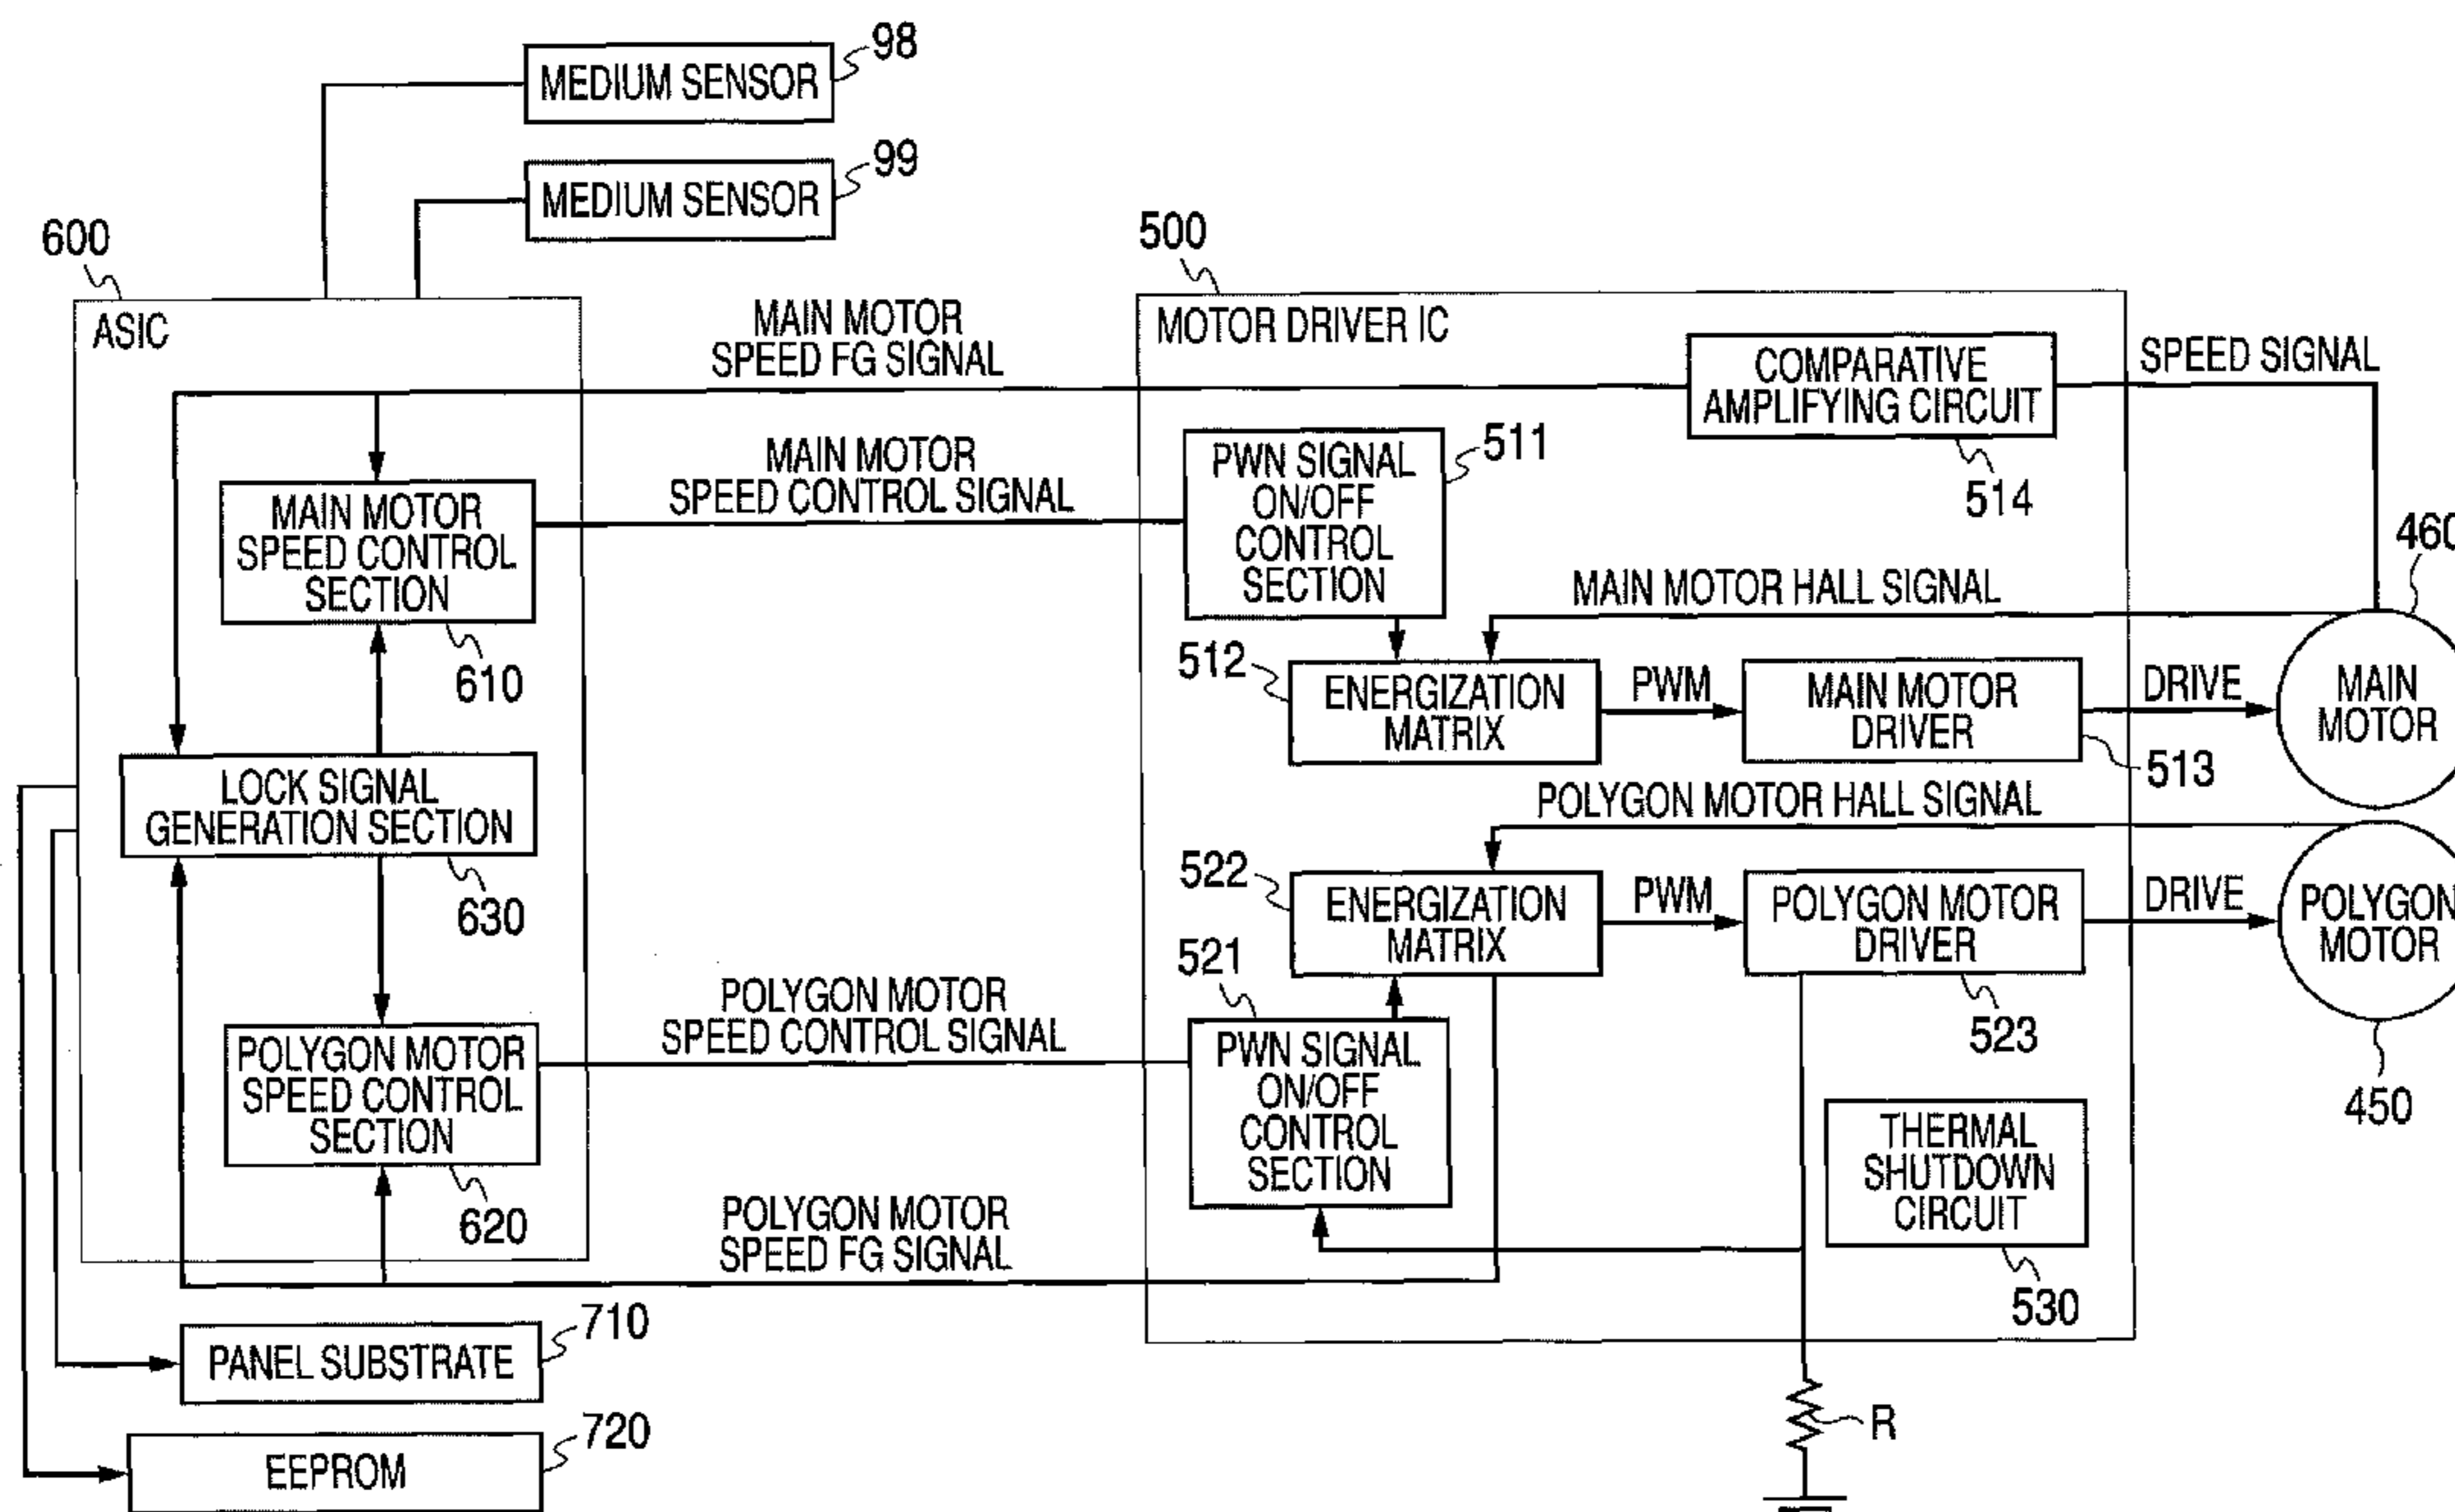 98
MEDIUM SENSOR
99
MEDIUM SENSOR
600
500
ASIC
MAIN MOTOR
SPEED FG SIGNAL
MOTOR DRIVER IC
COMPARATIVE
AMPLIFYING CIRCUIT
SPEED SIGNAL
514
MAIN MOTOR
SPEED CONTROL SIGNAL
PWN SIGNAL
ON/OFF
CONTROL
SECTION
511
MAIN MOTOR
SPEED CONTROL
SECTION
610
460
MAIN MOTOR HALL SIGNAL
512
ENERGIZATION
MATRIX
PWM
MAIN MOTOR
DRIVER
513
DRIVE
MAIN
MOTOR
LOCK SIGNAL
GENERATION SECTION
630
POLYGON MOTOR HALL SIGNAL
522
ENERGIZATION
MATRIX
PWM
POLYGON MOTOR
DRIVER
523
DRIVE
POLYGON
MOTOR
450
521
POLYGON MOTOR
SPEED CONTROL SIGNAL
PWN SIGNAL
ON/OFF
CONTROL
SECTION
POLYGON MOTOR
SPEED CONTROL
SECTION
620
THERMAL
SHUTDOWN
CIRCUIT
530
POLYGON MOTOR
SPEED FG SIGNAL
710
PANEL SUBSTRATE
720
EEPROM
R